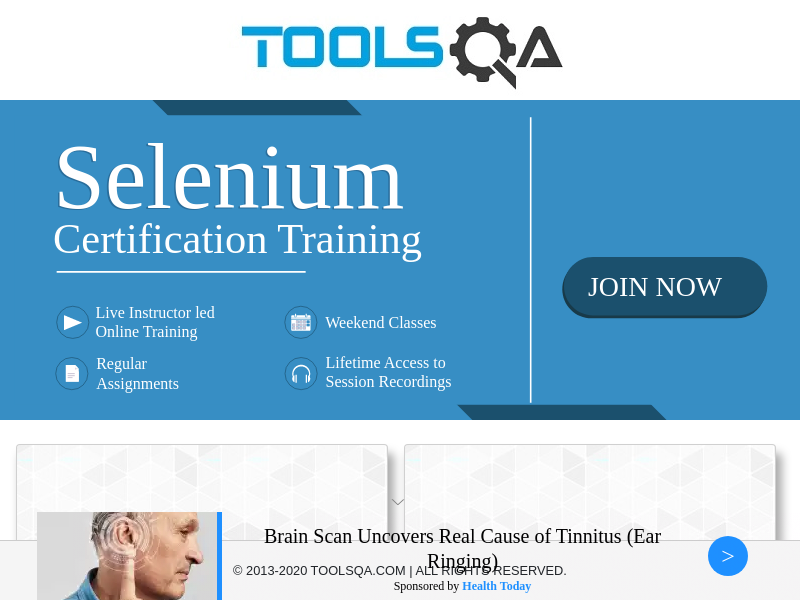 TOOLSQA
Selenium
Certification Training
JOIN NOW
Live Instructor led
Online Training
Weekend Classes
Regular
Assignments
Lifetime Access to
Session Recordings
Brain Scan Uncovers Real Cause of Tinnitus (Ear
Ringing)
© 2013-2020 TOOLSQA.COM | ALL RIGHTS RESERVED.
Sponsored by Health Today
>